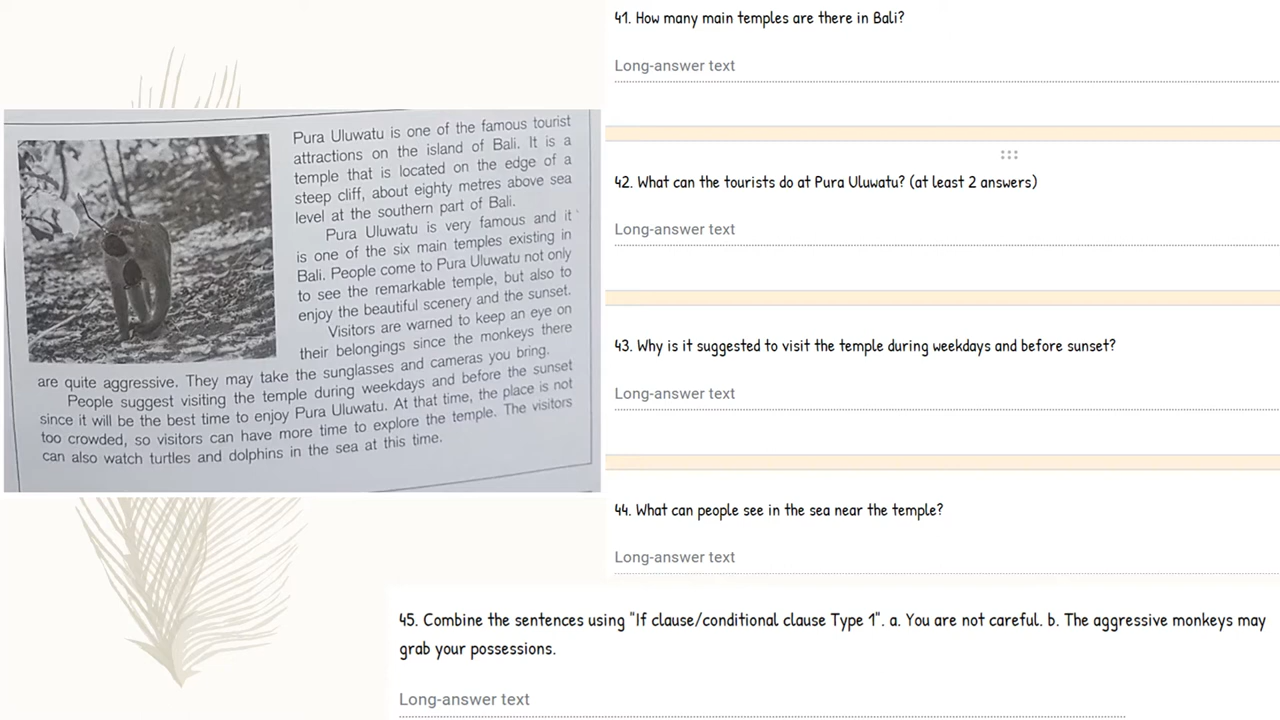 Pura Uluwatu is one of the famous tourist
attractions on the island of Bali. It is a
temple that is located on the edge of a
steep cliff, about eighty metres above sea
level at the southern part of Bali.
Pura Uluwatu is very famous and it
is one of the six main temples existing in
Bali. People come to Pura Uluwatu not only
to see the remarkable temple, but also to
enjoy the beautiful scenery and the sunset.
Visitors are warned to keep an eye on
their belongings since the monkeys there
are quite aggressive. They may take the sunglasses and cameras you bring.
People suggest visiting the temple during weekdays and before the sunset
since it will be the best time to enjoy Pura Uluwatu. At that time, the place is not
too crowded, so visitors can have more time to explore the temple. The visitors
can also watch turtles and dolphins in the sea at this time.
41. How many main temples are there in Bali?
Long-answer text
42. What can the tourists do at Pura Uluwatu? (at least 2 answers)
Long-answer text
43. Why is it suggested to visit the temple during weekdays and before sunset?
Long-answer text
44. What can people see in the sea near the temple?
Long-answer text
45. Combine the sentences using "If clause/conditional clause Type 1". a. You are not careful. b. The aggressive monkeys may
grab your possessions.
Long-answer text